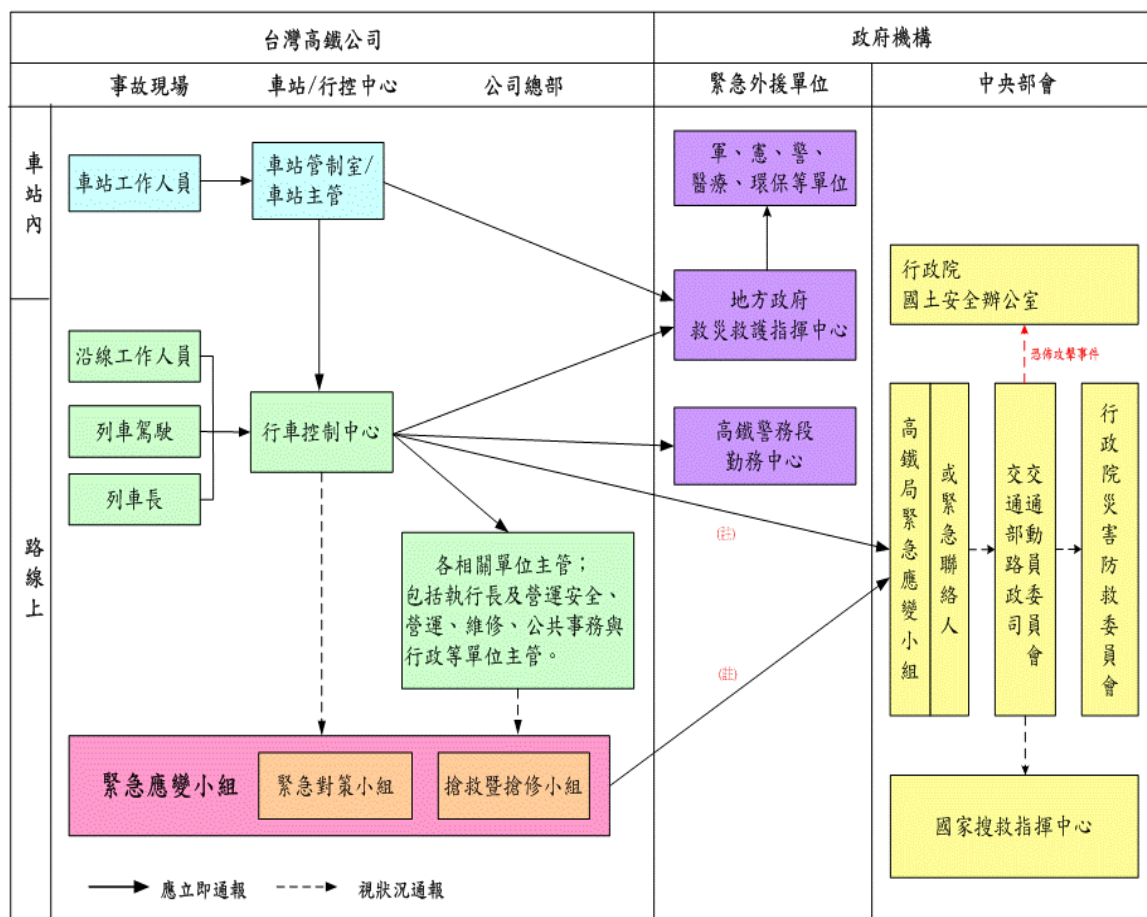 台灣高鐵公司
政府機構
事故現場
車站/行控中心
公司總部
緊急外援單位
中央部會
車站內
車站工作人員
車站管制室/
車站主管
軍、憲、警、
醫療、環保等單位
行政院
國土安全辦公室
地方政府
救災救護指揮中心
恐怖攻擊事件
路線上
沿線工作人員
列車駕駛
列車長
行車控制中心
高鐵警務段
勤務中心
高鐵局緊急應變小組
或緊急聯絡人
交通動員委員會
交通部路政司
行政院災害防救委員會
(註)
各相關單位主管；
包括執行長及營運安全、
營運、維修、公共事務與
行政等單位主管。
(註)
緊急應變小組
緊急對策小組
搶救暨搶修小組
國家搜救指揮中心
應立即通報
視狀況通報